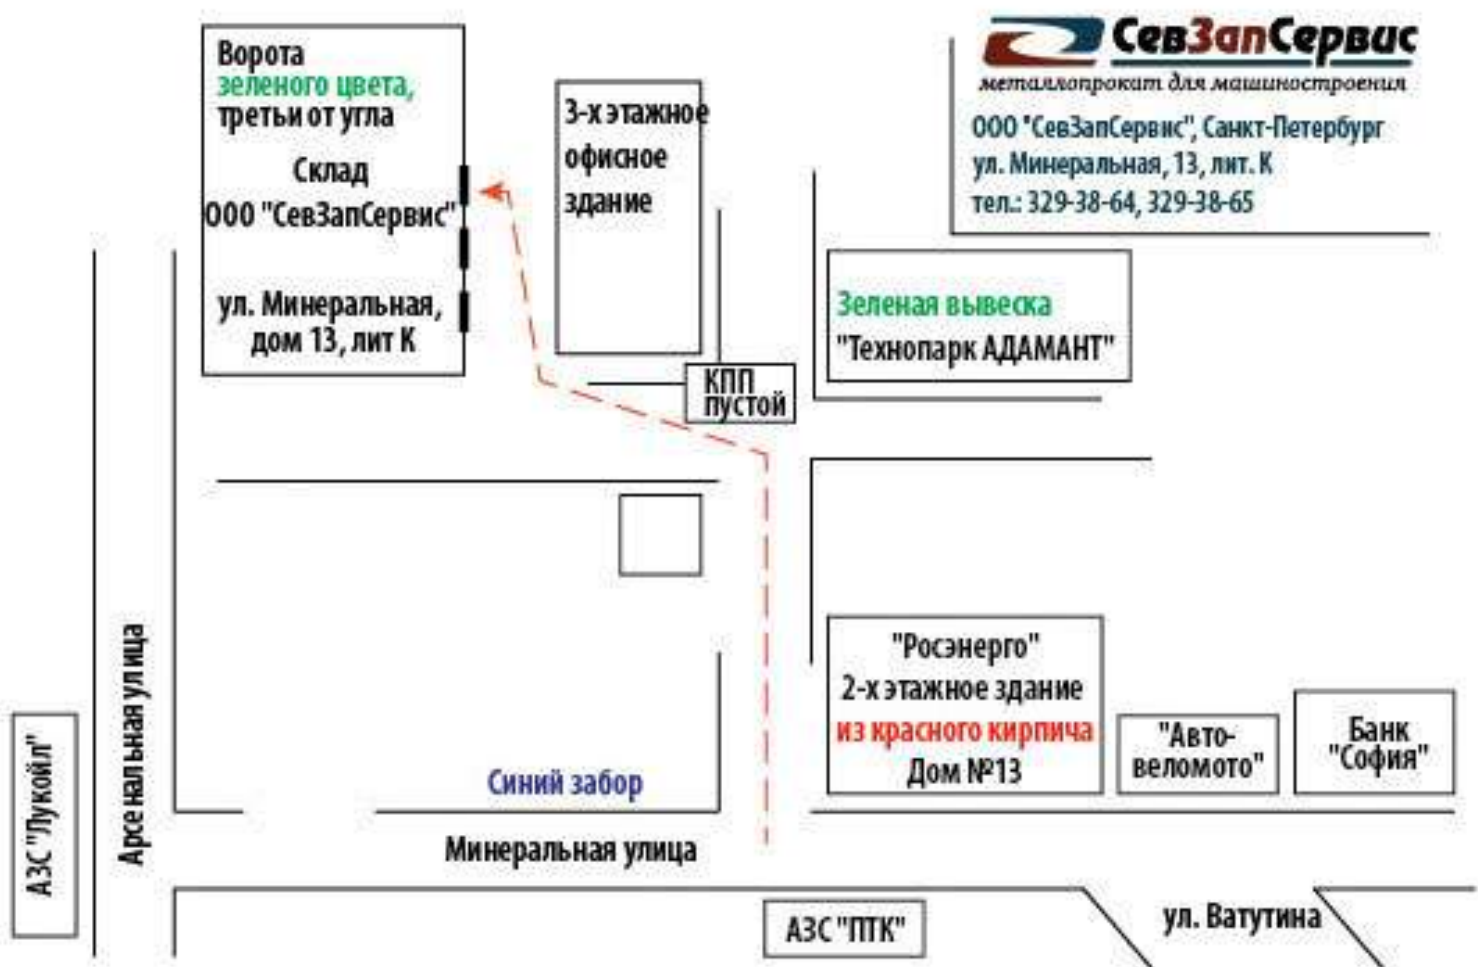 Ворота
зеленого цвета,
третьи от угла
Склад
ООО "СевЗапСервис"
ул. Минеральная,
дом 13, лит К
3-х этажное
офисное
здание
СевЗапСервис
металлопрокат для машиностроения
ООО "СевЗапСервис", Санкт-Петербург
ул. Минеральная, 13, лит. К
тел.: 329-38-64, 329-38-65
Зеленая вывеска
"Технопарк АДАМАНТ"
КПП
пустой
"Росэнерго"
2-х этажное здание
из красного кирпича
Дом №13
"Авто-
веломото"
Банк
"София"
АЗС "Лукойл"
Арсенальная улица
Синий забор
Минеральная улица
АЗС "ПТК"
ул. Ватутина